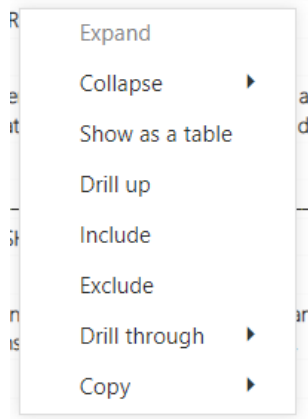 Expand
Collapse
Show as a table
Drill up
Include
Exclude
Drill through
Copy